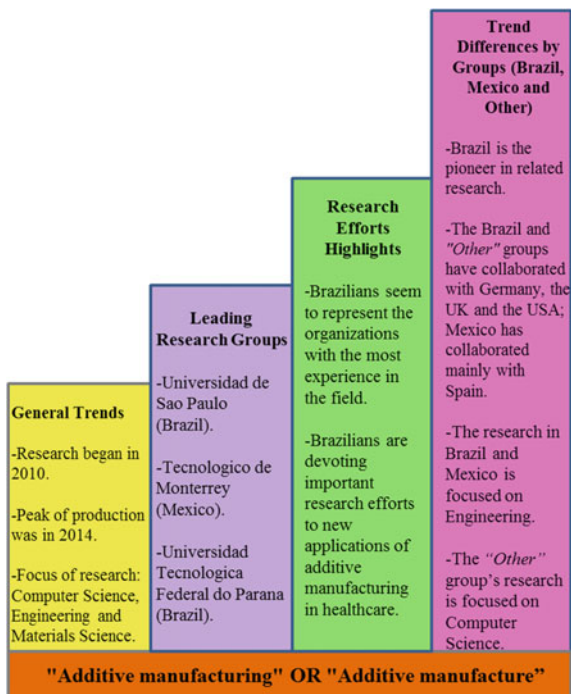 General Trends
-Research began in
2010.
-Peak of production
was in 2014.
-Focus of research:
Computer Science,
Engineering and
Materials Science.
Leading
Research Groups
-Universidad de
Sao Paulo
(Brazil).
-Tecnologico de
Monterrey
(Mexico).
-Universidad
Tecnologica
Federal do Parana
(Brazil).
Research
Efforts
Highlights
-Brazilians seem
to represent the
organizations
with the most
experience in
the field.
-Brazilians are
devoting
important
research efforts
to new
applications of
additive
manufacturing
in healthcare.
Trend
Differences by
Groups (Brazil,
Mexico and
Other)
-Brazil is the
pioneer in related
research.
-The Brazil and
"Other" groups
have collaborated
with Germany, the
UK and the USA;
Mexico has
collaborated
mainly with
Spain.
-The research in
Brazil and
Mexico is
focused on
Engineering.
-The “Other”
group’s research
is focused on
Computer
Science.
"Additive manufacturing" OR "Additive manufacture”